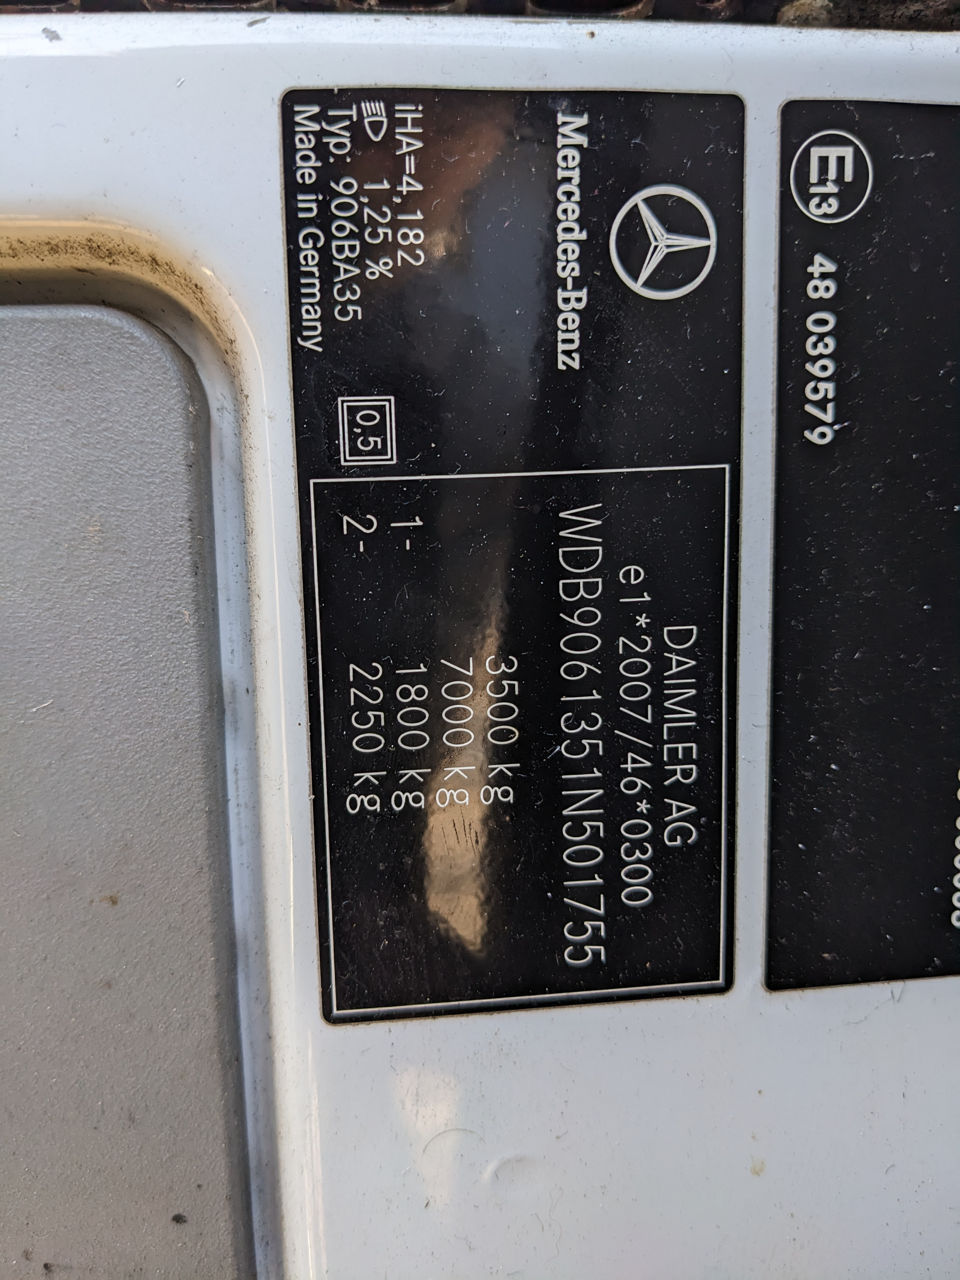 Mercedes-Benz
iHA=4,182
1,25 %
Typ: 906BA35
Made in Germany
0,5
DAIMLER AG
e1*2007/46*0300
WDB9061351N501755
3500 kg
7000 kg
1- 1800 kg
2- 2250 kg
E13 48 039579